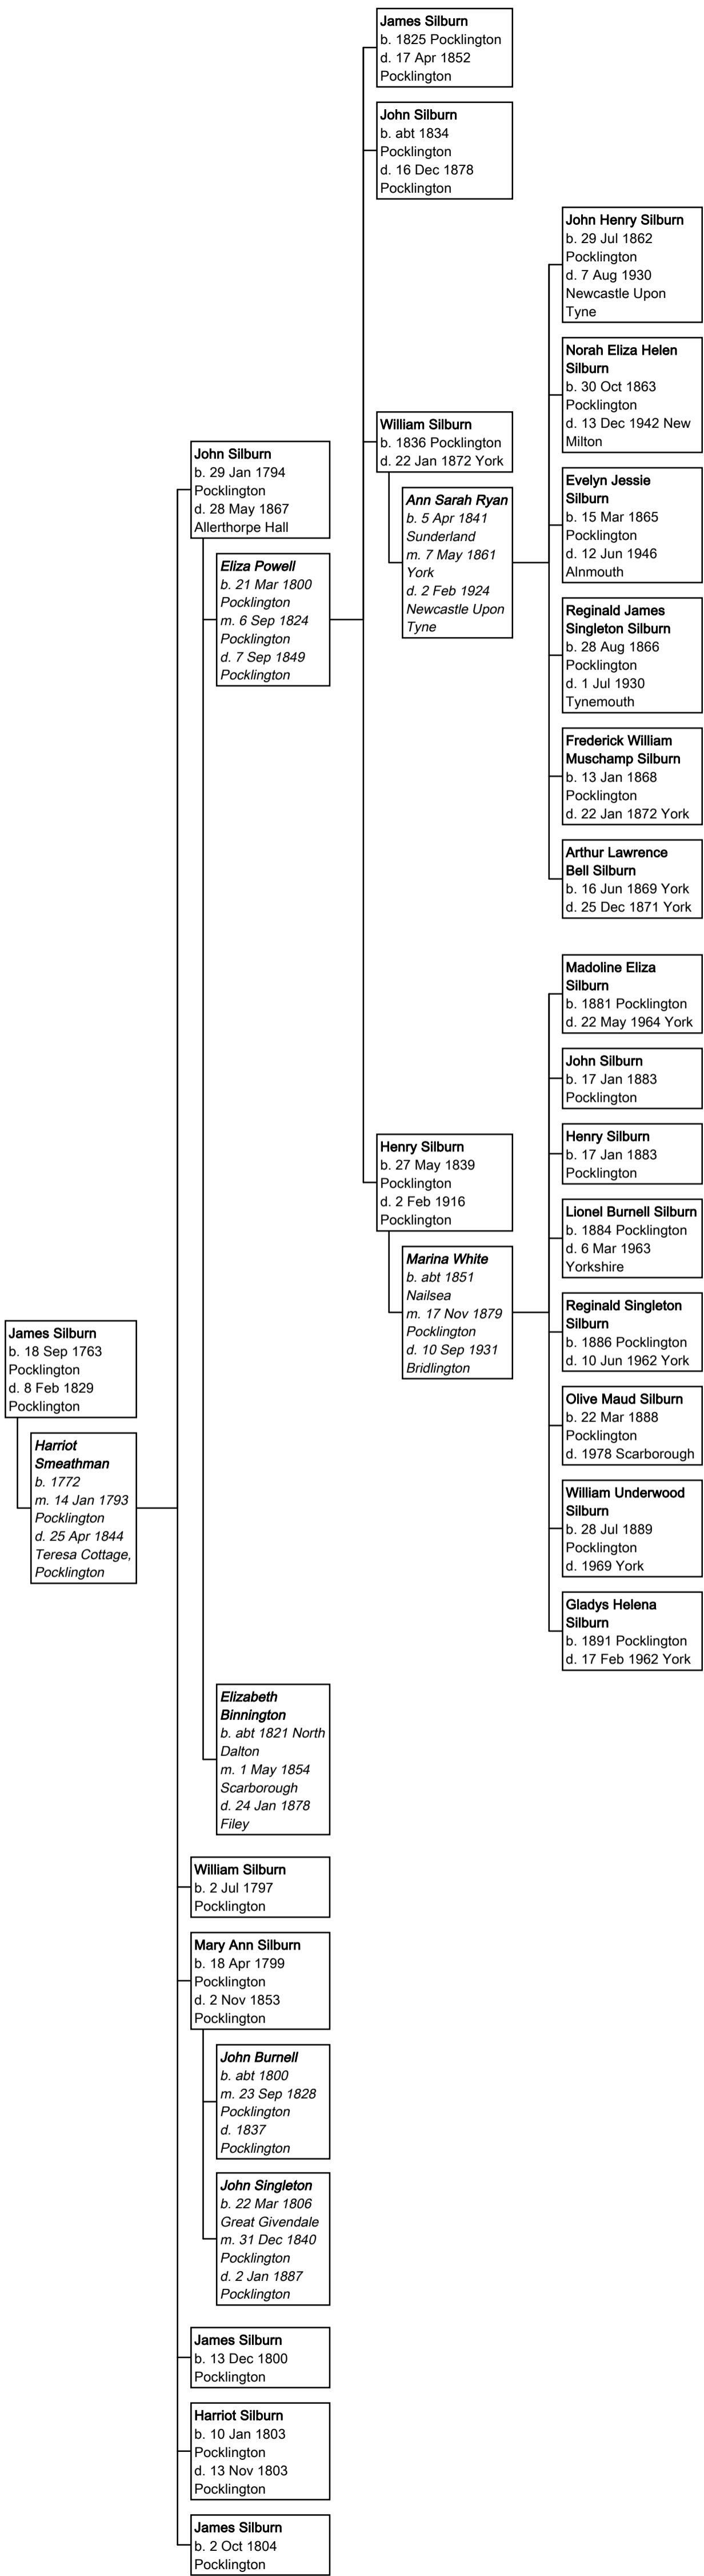 James Silburn
b. 1825 Pocklington
d. 17 Apr 1852
Pocklington
John Silburn
b. abt 1834
Pocklington
d. 16 Dec 1878
Pocklington
John Henry Silburn
b. 29 Jul 1862
Pocklington
d. 7 Aug 1930
Newcastle Upon
Tyne
Norah Eliza Helen
Silburn
b. 30 Oct 1863
Pocklington
d. 13 Dec 1942 New
Milton
William Silburn
b. 1836 Pocklington
d. 22 Jan 1872 York
John Silburn
b. 29 Jan 1794
Pocklington
d. 28 May 1867
Allerthorpe Hall
Evelyn Jessie
Silburn
b. 15 Mar 1865
Pocklington
d. 12 Jun 1946
Alnmouth
Ann Sarah Ryan
b. 5 Apr 1841
Sunderland
m. 7 May 1861
York
d. 2 Feb 1924
Newcastle Upon
Tyne
Eliza Powell
b. 21 Mar 1800
Pocklington
m. 6 Sep 1824
Pocklington
d. 7 Sep 1849
Pocklington
Reginald James
Singleton Silburn
b. 28 Aug 1866
Pocklington
d. 1 Jul 1930
Tynemouth
Frederick William
Muschamp Silburn
b. 13 Jan 1868
Pocklington
d. 22 Jan 1872 York
Arthur Lawrence
Bell Silburn
b. 16 Jun 1869 York
d. 25 Dec 1871 York
Madoline Eliza
Silburn
b. 1881 Pocklington
d. 22 May 1964 York
John Silburn
b. 17 Jan 1883
Pocklington
Henry Silburn
b. 17 Jan 1883
Pocklington
Henry Silburn
b. 27 May 1839
Pocklington
d. 2 Feb 1916
Pocklington
Lionel Burnell Silburn
b. 1884 Pocklington
d. 6 Mar 1963
Yorkshire
Marina White
b. abt 1851
Nailsea
m. 17 Nov 1879
Pocklington
d. 10 Sep 1931
Bridlington
Reginald Singleton
Silburn
b. 1886 Pocklington
d. 10 Jun 1962 York
James Silburn
b. 18 Sep 1763
Pocklington
d. 8 Feb 1829
Pocklington
Olive Maud Silburn
b. 22 Mar 1888
Pocklington
d. 1978 Scarborough
Harriot
Smeathman
b. 1772
m. 14 Jan 1793
Pocklington
d. 25 Apr 1844
Teresa Cottage,
Pocklington
William Underwood
Silburn
b. 28 Jul 1889
Pocklington
d. 1969 York
Gladys Helena
Silburn
b. 1891 Pocklington
d. 17 Feb 1962 York
Elizabeth
Binnington
b. abt 1821 North
Dalton
m. 1 May 1854
Scarborough
d. 24 Jan 1878
Filey
William Silburn
b. 2 Jul 1797
Pocklington
Mary Ann Silburn
b. 18 Apr 1799
Pocklington
d. 2 Nov 1853
Pocklington
John Burnell
b. abt 1800
m. 23 Sep 1828
Pocklington
d. 1837
Pocklington
John Singleton
b. 22 Mar 1806
Great Givendale
m. 31 Dec 1840
Pocklington
d. 2 Jan 1887
Pocklington
James Silburn
b. 13 Dec 1800
Pocklington
Harriot Silburn
b. 10 Jan 1803
Pocklington
d. 13 Nov 1803
Pocklington
James Silburn
b. 2 Oct 1804
Pocklington